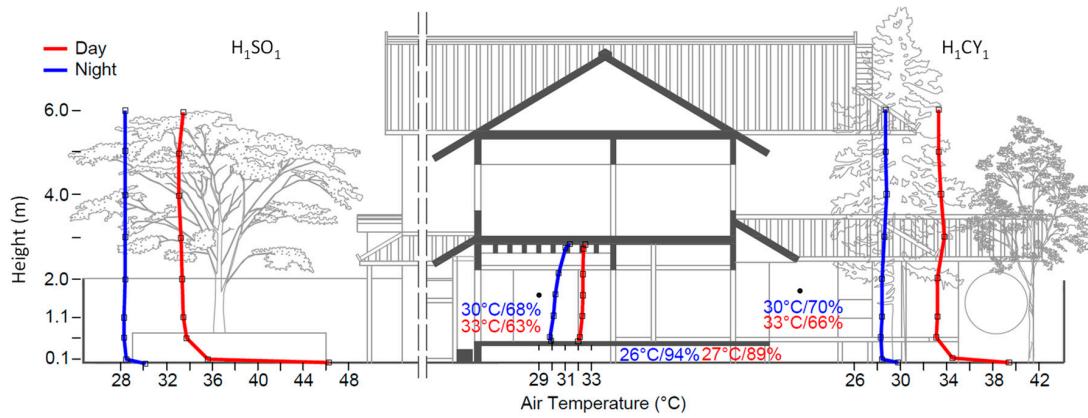 H₁SO₁
H₁CY₁
Day
Night
6.0
4.0
2.0
1.1
0.1
Height (m)
30°C/68%
33°C/63%
30°C/70%
33°C/66%
26°C/94% 27°C/89%
28 32 36 40 44 48
29 31 33
26 30 34 38 42
Air Temperature (°C)